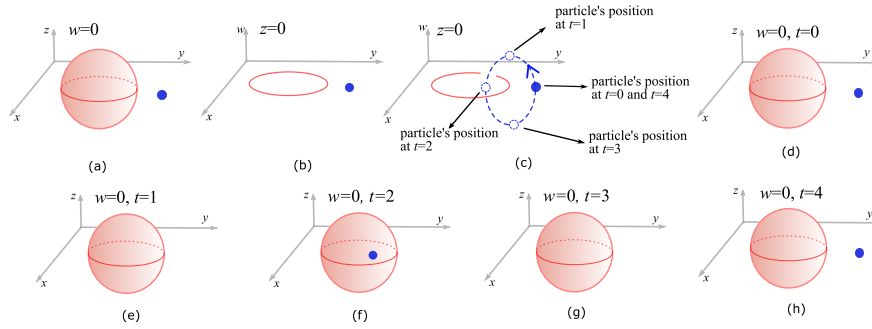 z
w=0
y
x
(a)
w
z=0
y
x
(b)
w
z=0
y
x
particle's position
at t=1
particle's position
at t=0 and t=4
particle's position
at t=2
particle's position
at t=3
(c)
z
w=0, t=0
y
x
(d)
z
w=0, t=1
y
x
(e)
z
w=0, t=2
y
x
(f)
z
w=0, t=3
y
x
(g)
z
w=0, t=4
y
x
(h)